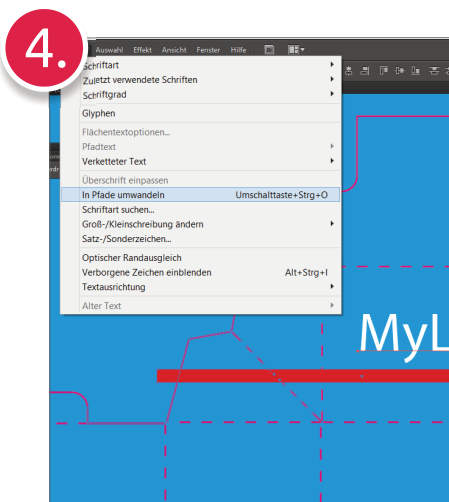 4.
Auswahl Effekt Ansicht Fenster Hilfe
Schriftart
Zuletzt verwendete Schriften
Schriftgrad
Glyphen
Flächentextoptionen...
Pfadtext
Verketteter Text
Überschrift einpassen
In Pfade umwandeln Umschalttaste+Strg+O
Schriftart suchen...
Groß-/Kleinschreibung ändern
Satz-/Sonderzeichen...
Optischer Randausgleich
Verborgene Zeichen einblenden Alt+Strg+I
Textausrichtung
Alter Text
MyL